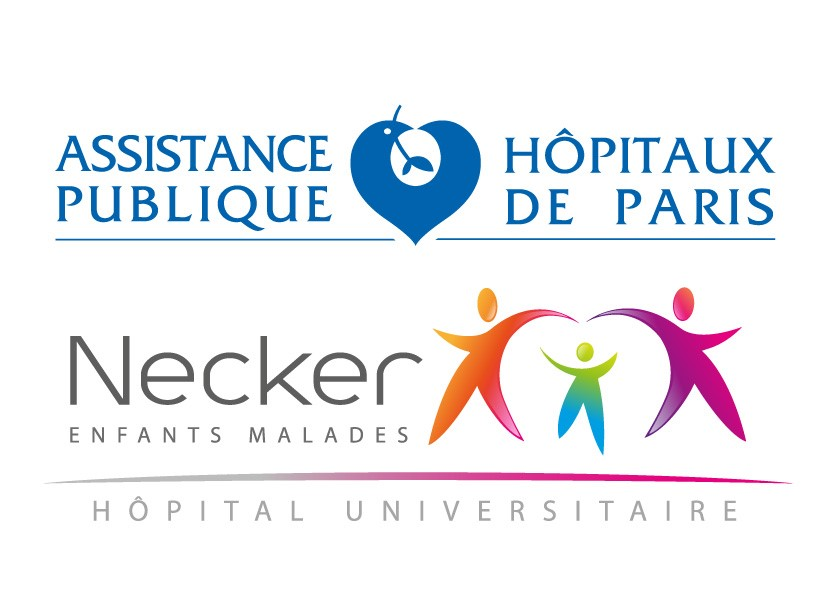 ASSISTANCE PUBLIQUE
HÔPITAUX DE PARIS
Necker
ENFANTS MALADES
HÔPITAL UNIVERSITAIRE